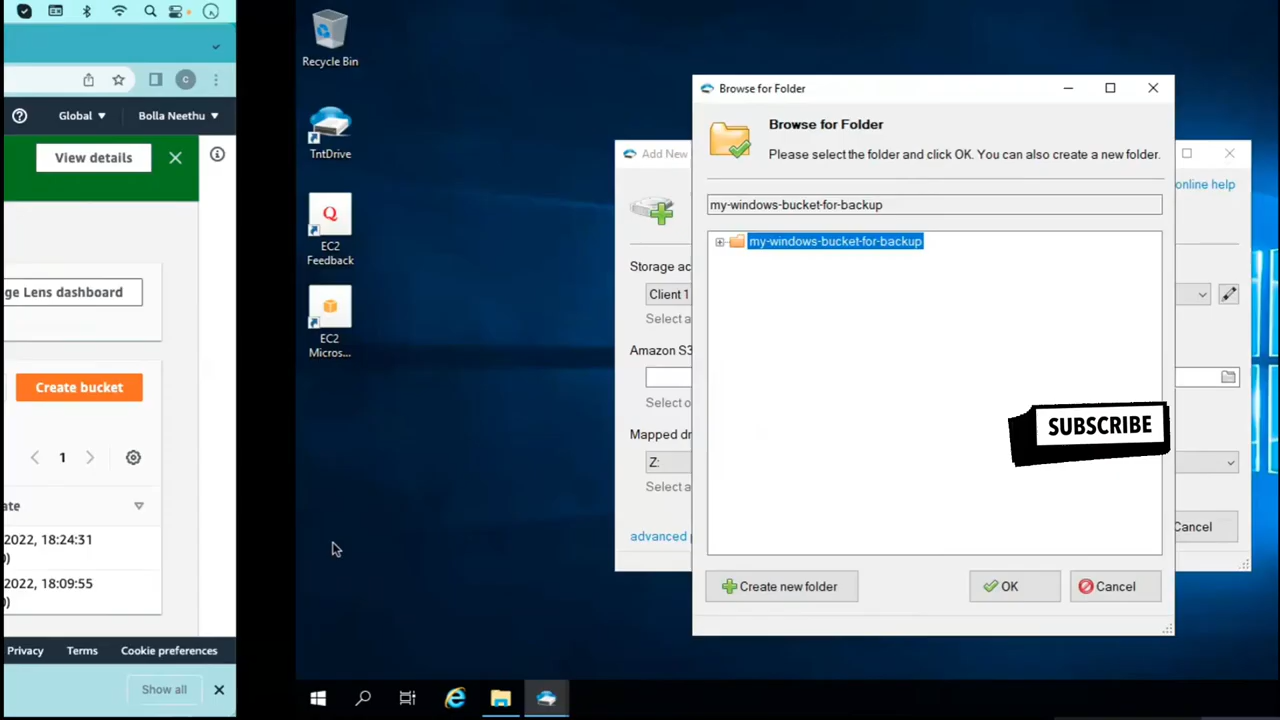 Global
Bolla Neethu
View details
ge Lens dashboard
Create bucket
1
ate
2022, 18:24:31
0)
2022, 18:09:55
0)
Privacy
Terms
Cookie preferences
Show all
Recycle Bin
TntDrive
EC2
Feedback
EC2
Micros...
Add New
online help
Storage ac
Client 1
Select a
Amazon S3
Select o
Mapped dr
Z:
Select a
advanced p
Cancel
Browse for Folder
Browse for Folder
Please select the folder and click OK. You can also create a new folder.
my-windows-bucket-for-backup
my-windows-bucket-for-backup
SUBSCRIBE
Create new folder
OK
Cancel